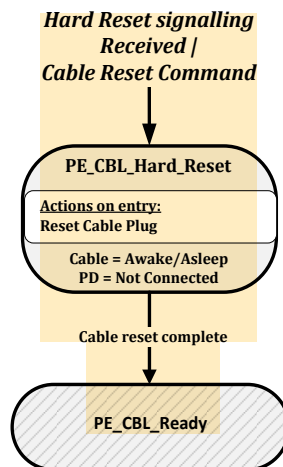 Hard Reset signalling
Received |
Cable Reset Command
PE_CBL_Hard_Reset
Actions on entry:
Reset Cable Plug
Cable = Awake/Asleep
PD = Not Connected
Cable reset complete
PE_CBL_Ready